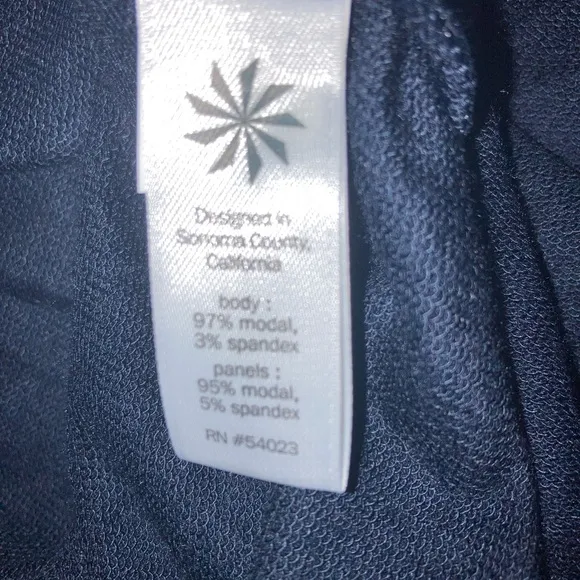 Designed in
Sonoma County,
California
body :
97% modal,
3% spandex
panels :
95% modal,
5% spandex
RN #54023